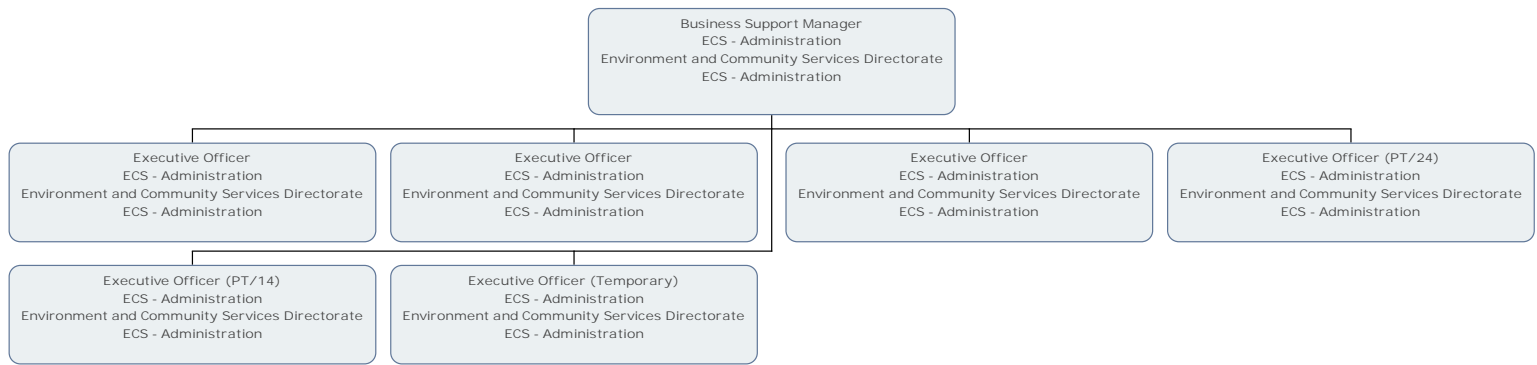 Business Support Manager
ECS - Administration
Environment and Community Services Directorate
ECS - Administration
Executive Officer
ECS - Administration
Environment and Community Services Directorate
ECS - Administration
Executive Officer
ECS - Administration
Environment and Community Services Directorate
ECS - Administration
Executive Officer
ECS - Administration
Environment and Community Services Directorate
ECS - Administration
Executive Officer (PT/24)
ECS - Administration
Environment and Community Services Directorate
ECS - Administration
Executive Officer (PT/14)
ECS - Administration
Environment and Community Services Directorate
ECS - Administration
Executive Officer (Temporary)
ECS - Administration
Environment and Community Services Directorate
ECS - Administration